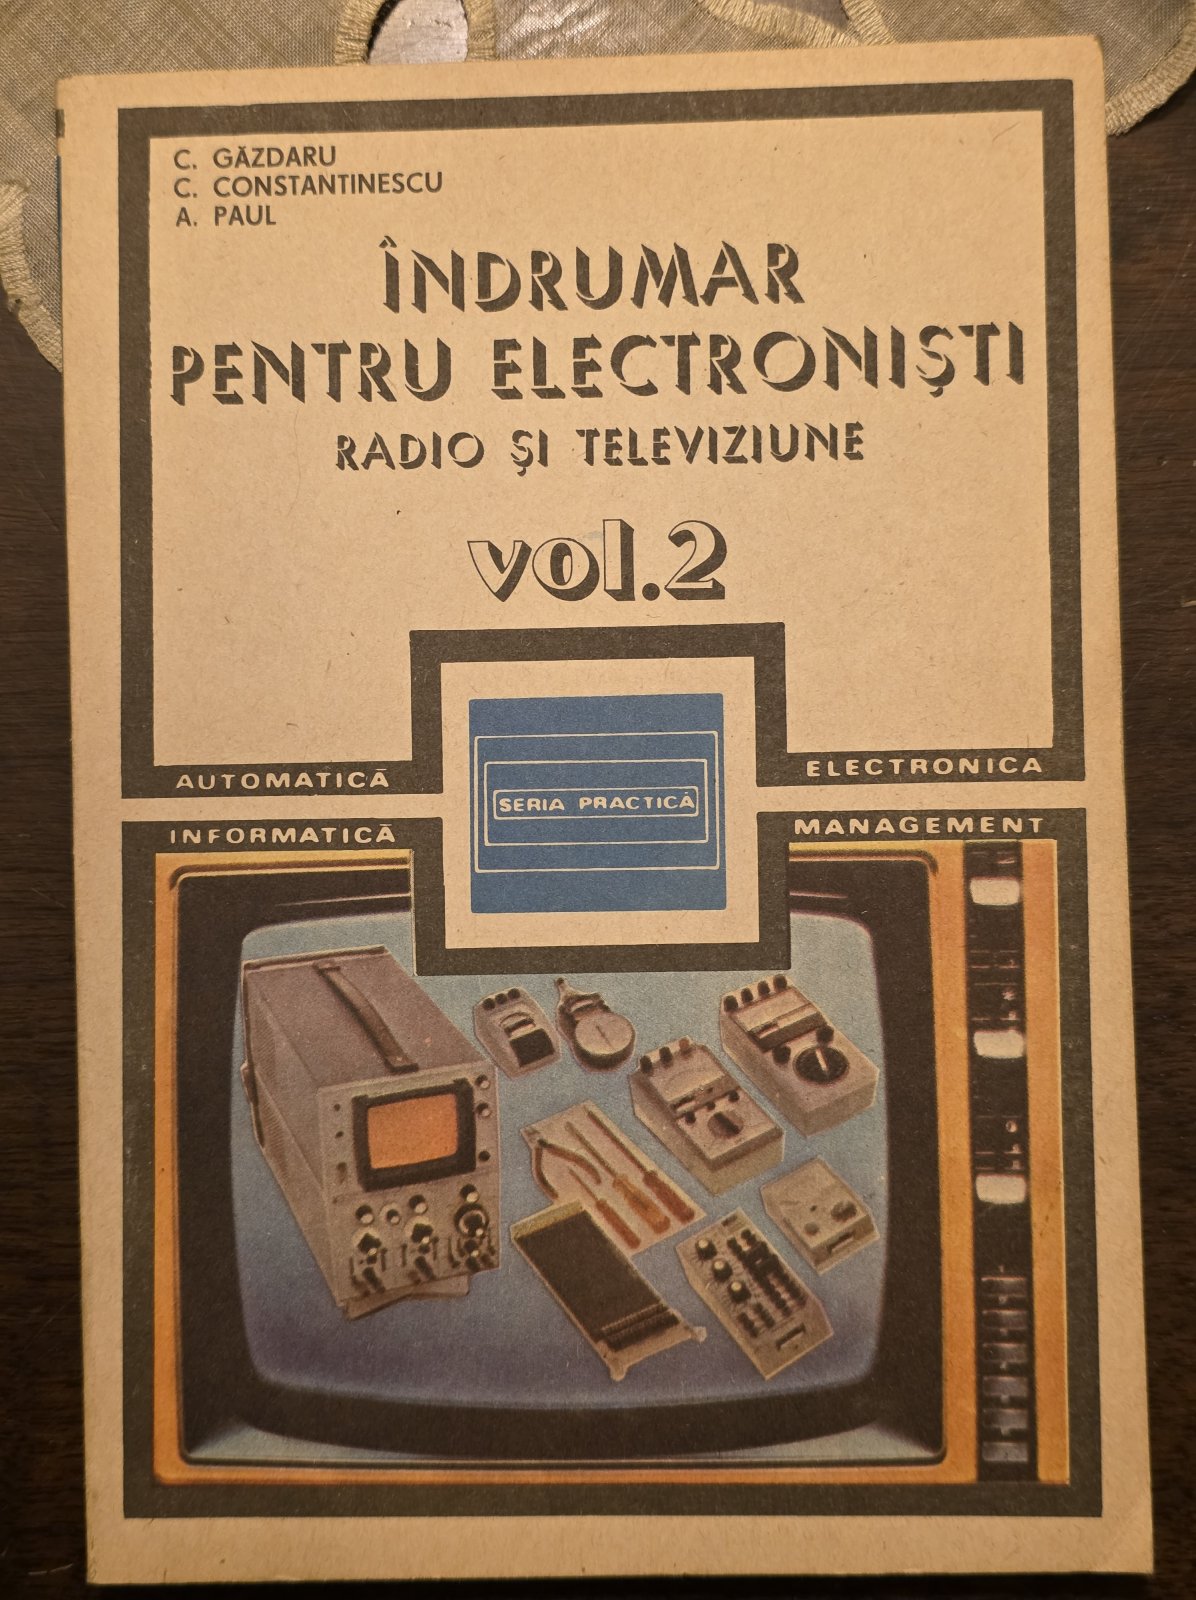 C. GĂZDARU
C. CONSTANTINESCU
A. PAUL
ÎNDRUMAR
PENTRU ELECTRONIȘTI
RADIO ȘI TELEVIZIUNE
vol.2
AUTOMATICĂ
ELECTRONICA
SERIA PRACTICĂ
INFORMATICĂ
MANAGEMENT